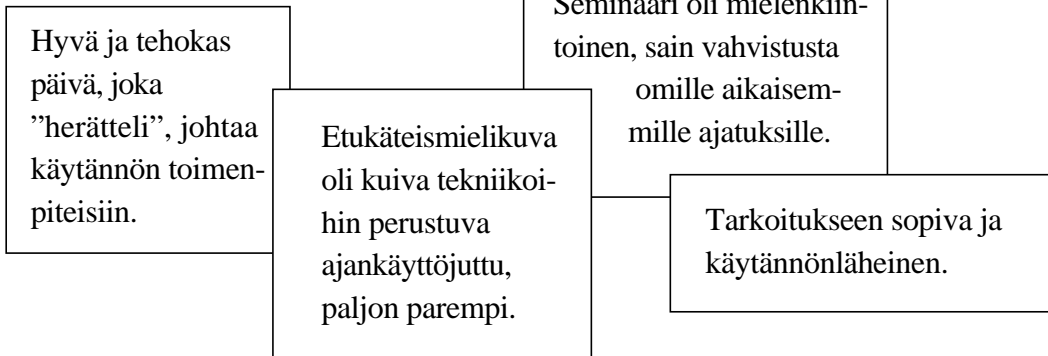 Hyvä ja tehokas
päivä, joka
”herätteli”, johtaa
käytännön toimen-
piteisiin.
Etukäteismielikuva
oli kuiva tekniikoi-
hin perustuva
ajankäyttöjuttu,
paljon parempi.
Seminaari oli mielenkiin-
toinen, sain vahvistusta
omille aikaisem-
mille ajatuksille.
Tarkoitukseen sopiva ja
käytännönläheinen.